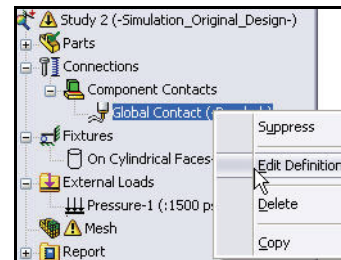 Study 2 (-Simulation_Original_Design-)
Parts
Connections
Component Contacts
Global Contact (-
Suppress
Fixtures
On Cylindrical Faces-
Edit Definition
External Loads
Pressure-1 (:1500 ps
Delete
Mesh
Copy
Report